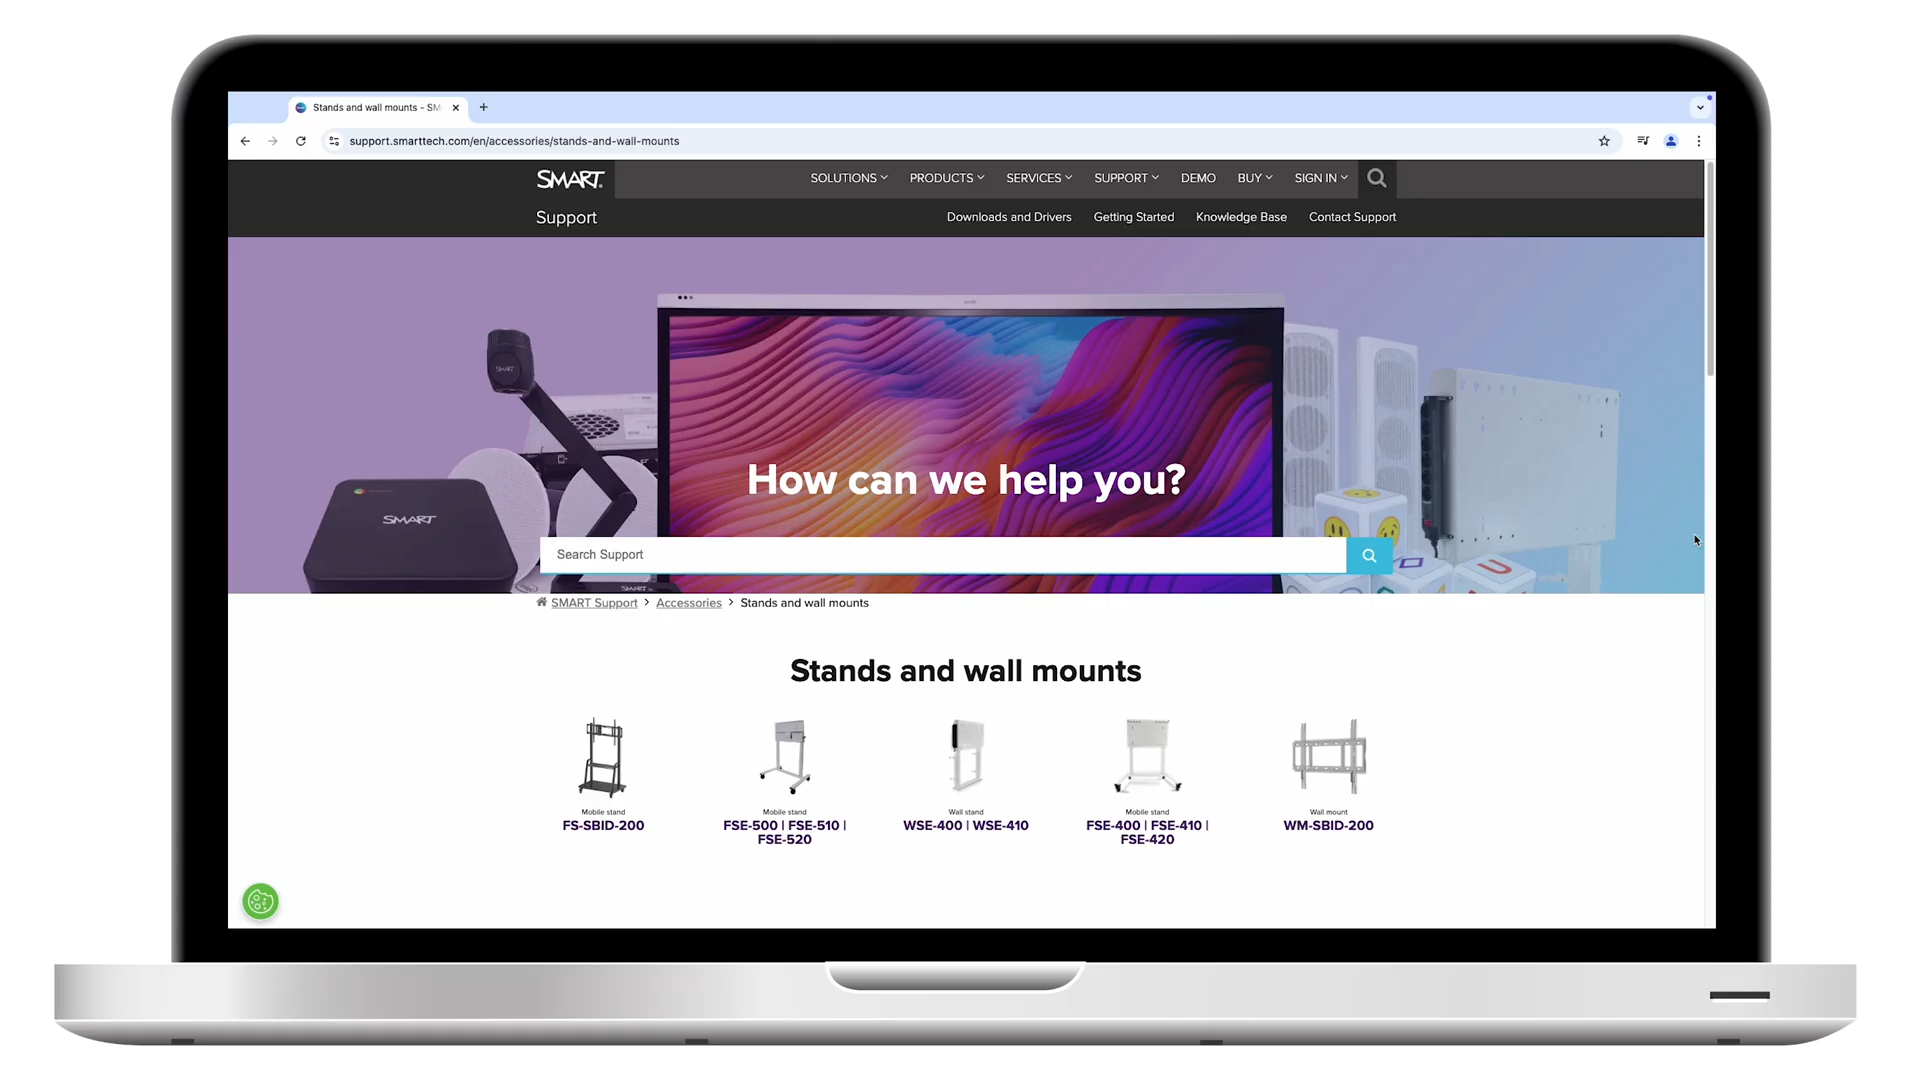 Stands and wall mounts - SM
support.smarttech.com/en/accessories/stands-and-wall-mounts
SMART
SOLUTIONS PRODUCTS SERVICES SUPPORT DEMO BUY SIGN IN
Support
Downloads and Drivers Getting Started Knowledge Base Contact Support
SMART
SMART
SMART
How can we help you?
Search Support
SMART
SMART Support > Accessories > Stands and wall mounts
Stands and wall mounts
Mobile stand
FS-SBID-200
Mobile stand
FSE-500 | FSE-510 |
FSE-520
Wall stand
WSE-400 | WSE-410
Mobile stand
FSE-400 | FSE-410 |
FSE-420
Wall mount
WM-SBID-200